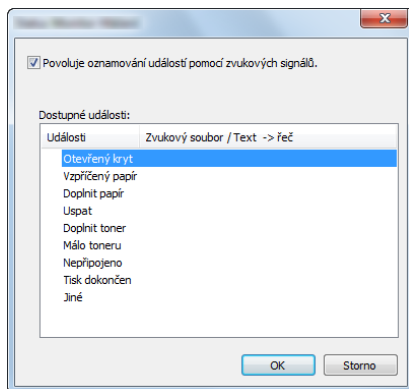 Povoluje oznamování událostí pomocí zvukových signálů.
Dostupné události:
Události Zvukový soubor / Text -> řeč
Otevřený kryt
Vzpříčený papír
Doplnit papír
Uspat
Doplnit toner
Málo toneru
Nepřipojeno
Tisk dokončen
Jiné
OK Storno